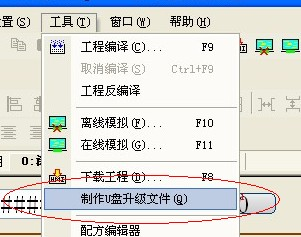 置(S) 工具(T) 窗口(W) 帮助(H)
工程编译(C)... F9
取消编译(S) Ctrl+F9
工程反编译
离线模拟(F)... F10
在线模拟(G)... F11
下载工程(D)... F8
制作U盘升级文件(Q)
配方编辑器